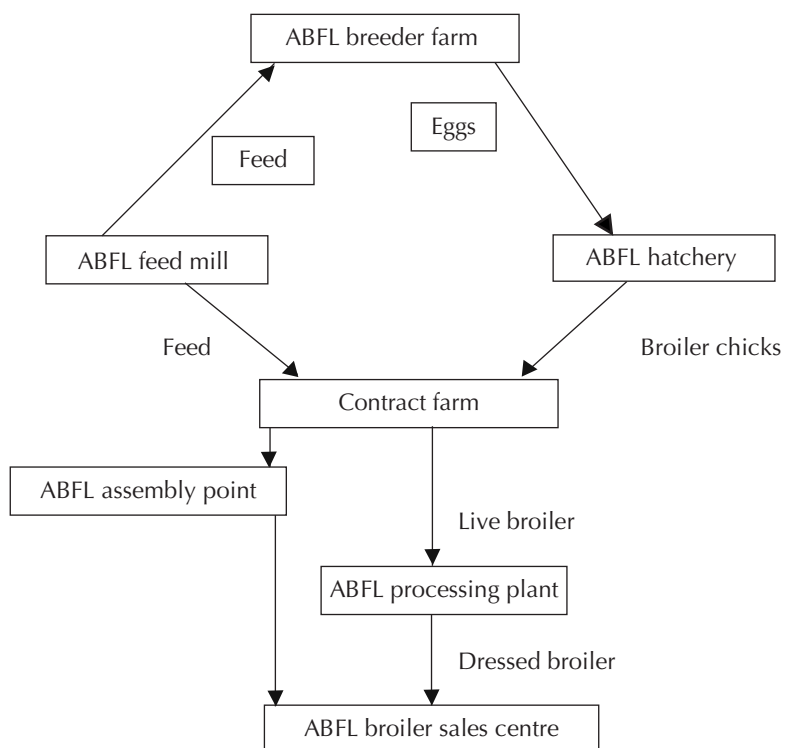 ABFL breeder farm
Eggs
Feed
ABFL feed mill
ABFL hatchery
Feed
Broiler chicks
Contract farm
ABFL assembly point
Live broiler
ABFL processing plant
Dressed broiler
ABFL broiler sales centre